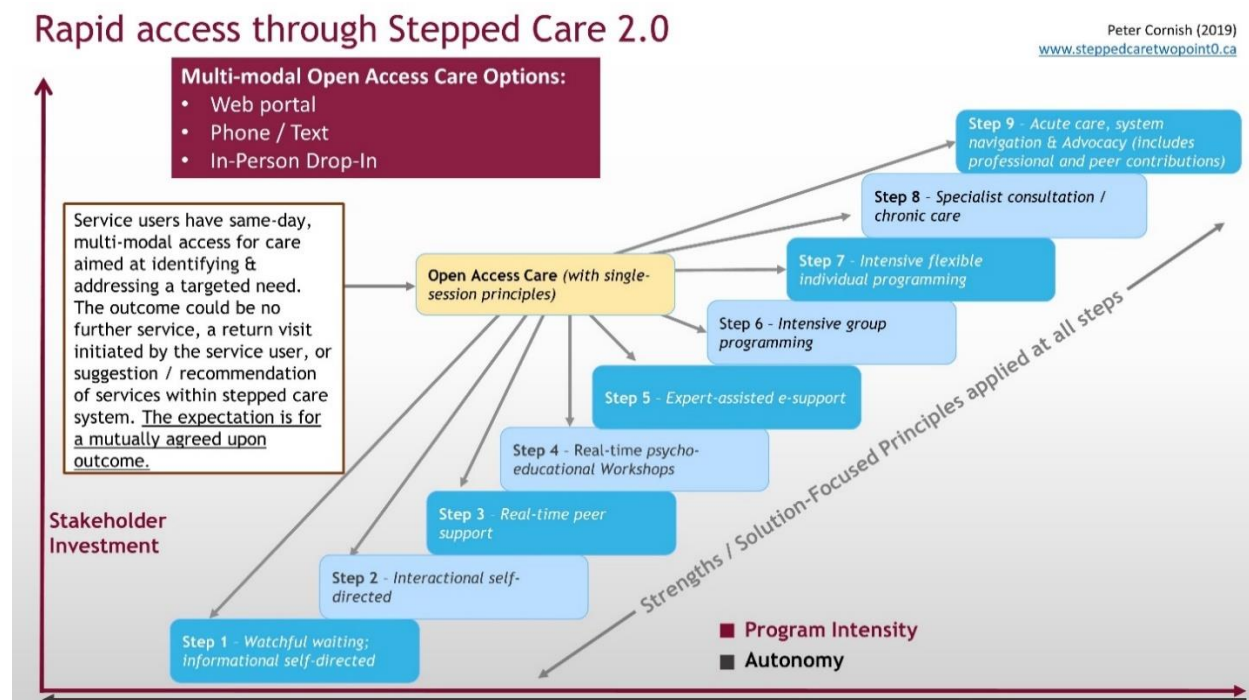 Rapid access through Stepped Care 2.0
Peter Cornish (2019)
www.steppedcaretwopoint0.ca
Multi-modal Open Access Care Options:
• Web portal
• Phone / Text
• In-Person Drop-In
Service users have same-day,
multi-modal access for care
aimed at identifying &
addressing a targeted need.
The outcome could be no
further service, a return visit
initiated by the service user, or
suggestion / recommendation
of services within stepped care
system. The expectation is for
a mutually agreed upon
outcome.
Open Access Care (with single-
session principles)
Step 9 – Acute care, system
navigation & Advocacy (includes
professional and peer contributions)
Step 8 – Specialist consultation /
chronic care
Step 7 – Intensive flexible
individual programming
Step 6 – Intensive group
programming
Step 5 – Expert-assisted e-support
Step 4 – Real-time psycho-
educational Workshops
Step 3 – Real-time peer
support
Step 2 – Interactional self-
directed
Step 1 – Watchful waiting;
informational self-directed
Stakeholder
Investment
Strengths / Solution-Focused Principles applied at all steps
Program Intensity
Autonomy